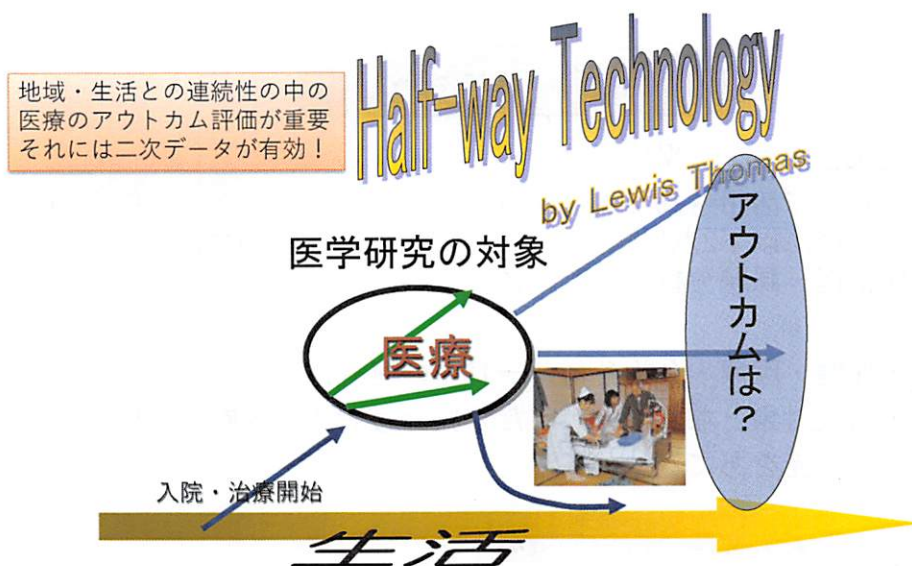 Half-way Technology
by Lewis Thomas
地域・生活との連続性の中の
医療のアウトカム評価が重要
それには二次データが有効！
医学研究の対象
医療
アウトカムは？
入院・治療開始
生活